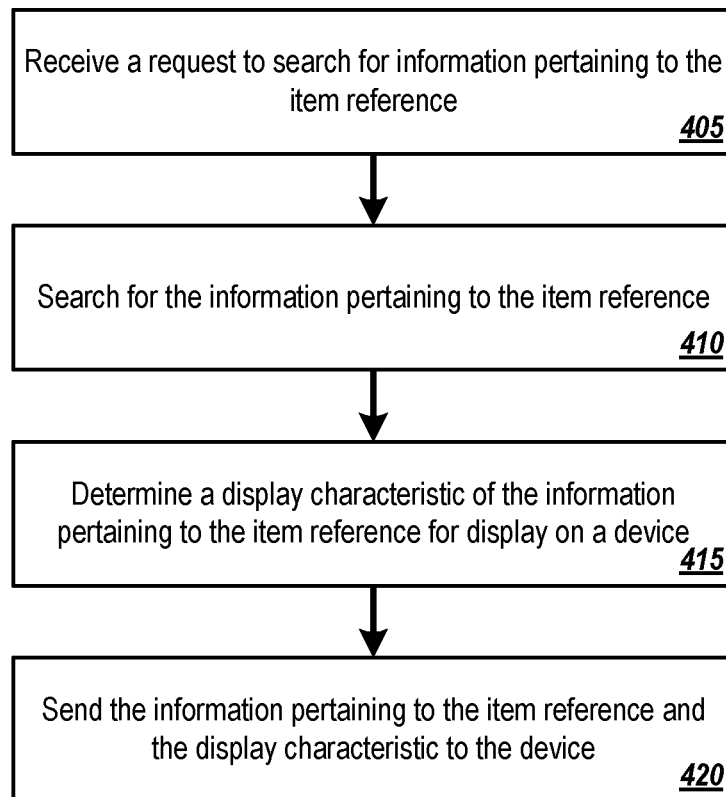 Receive a request to search for information pertaining to the
item reference
405
Search for the information pertaining to the item reference
410
Determine a display characteristic of the information
pertaining to the item reference for display on a device
415
Send the information pertaining to the item reference and
the display characteristic to the device
420